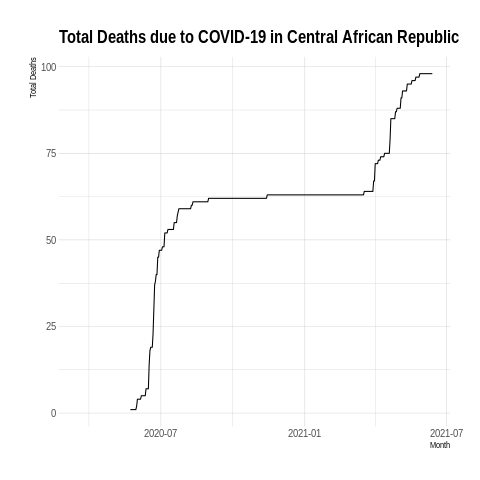 Total Deaths due to COVID-19 in Central African Republic
Total Deaths
100
75
50
25
0
2020-07
2021-01
2021-07
Month